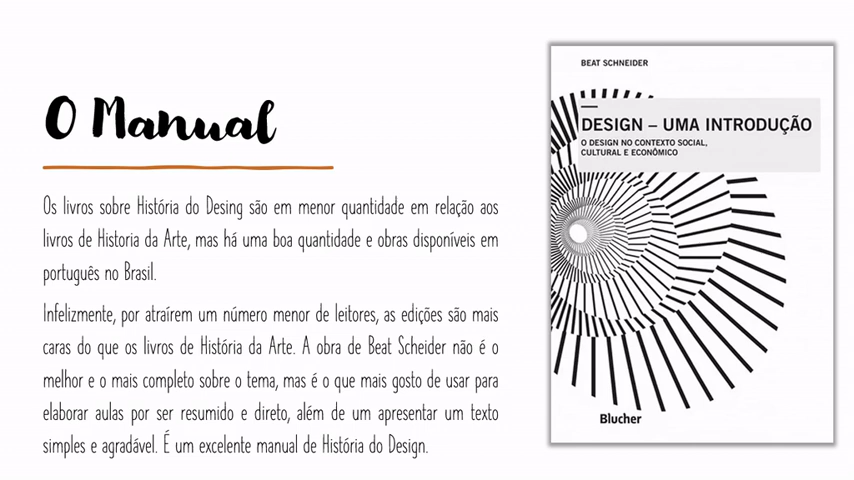 O Manual
Os livros sobre História do Desing são em menor quantidade em relação aos
livros de Historia da Arte, mas há uma boa quantidade e obras disponíveis em
português no Brasil.
Infelizmente, por atraírem um número menor de leitores, as edições são mais
caras do que os livros de História da Arte. A obra de Beat Scheider não é o
melhor e o mais completo sobre o tema, mas é o que mais gosto de usar para
elaborar aulas por ser resumido e direto, além de um apresentar um texto
simples e agradável. É um excelente manual de História do Design.
BEAT SCHNEIDER
DESIGN – UMA INTRODUÇÃO
O DESIGN NO CONTEXTO SOCIAL,
CULTURAL E ECONÔMICO
Blucher